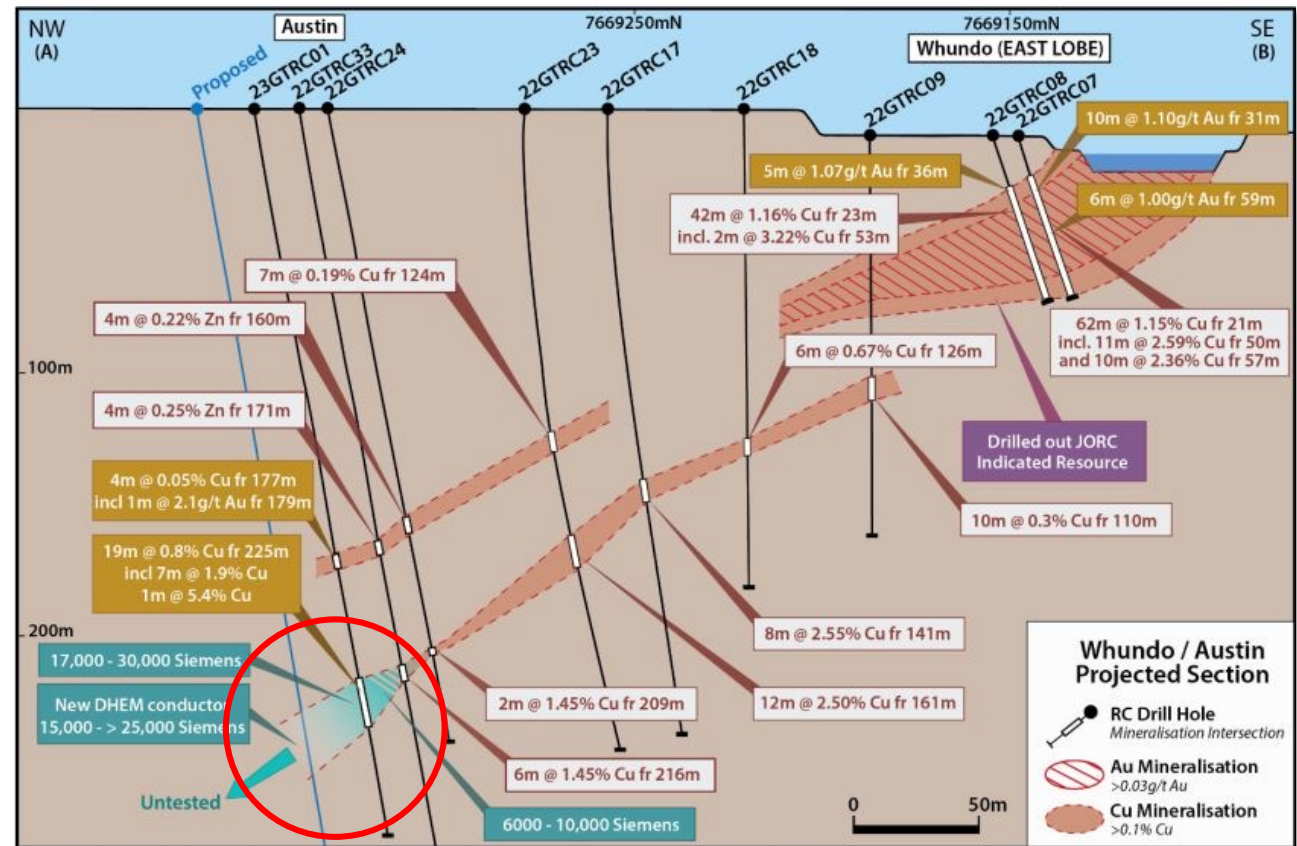 NW
(A)
Austin
7669250mN
7669150mN
Whundo (EAST LOBE)
SE
(B)
Proposed
23GTRC01
22GTRC33
22GTRC24
22GTRC23
22GTRC17
22GTRC18
22GTRC09
22GTRC08
22GTRC07
10m @ 1.10g/t Au fr 31m
5m @ 1.07g/t Au fr 36m
6m @ 1.00g/t Au fr 59m
42m @ 1.16% Cu fr 23m
incl. 2m @ 3.22% Cu fr 53m
7m @ 0.19% Cu fr 124m
4m @ 0.22% Zn fr 160m
62m @ 1.15% Cu fr 21m
incl. 11m @ 2.59% Cu fr 50m
and 10m @ 2.36% Cu fr 57m
6m @ 0.67% Cu fr 126m
100m
4m @ 0.25% Zn fr 171m
Drilled out JORC
Indicated Resource
4m @ 0.05% Cu fr 177m
incl 1m @ 2.1g/t Au fr 179m
10m @ 0.3% Cu fr 110m
19m @ 0.8% Cu fr 225m
incl 7m @ 1.9% Cu
1m @ 5.4% Cu
200m
8m @ 2.55% Cu fr 141m
17,000 - 30,000 Siemens
New DHEM conductor
15,000 - > 25,000 Siemens
2m @ 1.45% Cu fr 209m
12m @ 2.50% Cu fr 161m
6m @ 1.45% Cu fr 216m
Untested
6000 - 10,000 Siemens
0
50m
Whundo / Austin
Projected Section
RC Drill Hole
Mineralisation Intersection
Au Mineralisation
>0.03g/t Au
Cu Mineralisation
>0.1% Cu